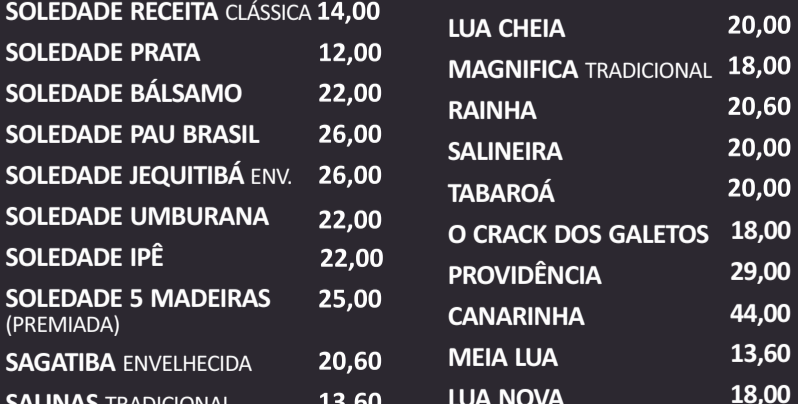 SOLEDADE RECEITA CLÁSSICA 14,00
SOLEDADE PRATA 12,00
SOLEDADE BÁLSAMO 22,00
SOLEDADE PAU BRASIL 26,00
SOLEDADE JEQUITIBÁ ENV. 26,00
SOLEDADE UMBURANA 22,00
SOLEDADE IPÊ 22,00
SOLEDADE 5 MADEIRAS 25,00
(PREMIADA)
SAGATIBA ENVELHECIDA 20,60
SALINAS TRADICIONAL 13,60
LUA CHEIA 20,00
MAGNIFICA TRADICIONAL 18,00
RAINHA 20,60
SALINEIRA 20,00
TABAROÁ 20,00
O CRACK DOS GALETOS 18,00
PROVIDÊNCIA 29,00
CANARINHA 44,00
MEIA LUA 13,60
LUA NOVA 18,00